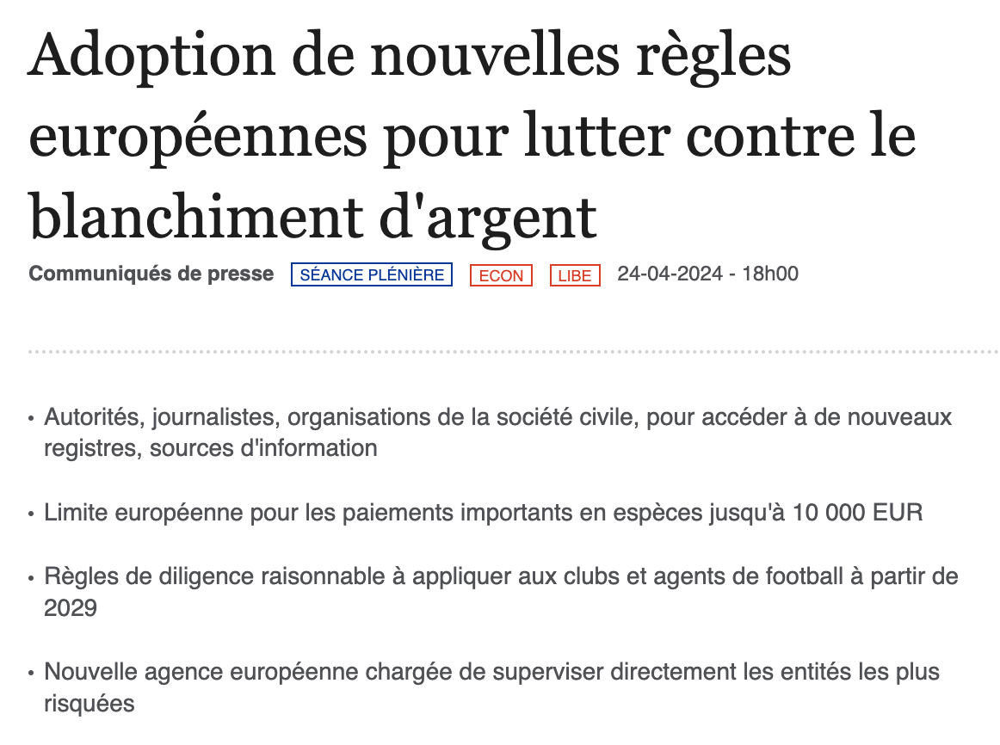 Adoption de nouvelles règles
européennes pour lutter contre le
blanchiment d'argent
Communiqués de presse SÉANCE PLÉNIÈRE ECON LIBE 24-04-2024 - 18h00
• Autorités, journalistes, organisations de la société civile, pour accéder à de nouveaux
registres, sources d'information
• Limite européenne pour les paiements importants en espèces jusqu'à 10 000 EUR
• Règles de diligence raisonnable à appliquer aux clubs et agents de football à partir de
2029
• Nouvelle agence européenne chargée de superviser directement les entités les plus
risquées